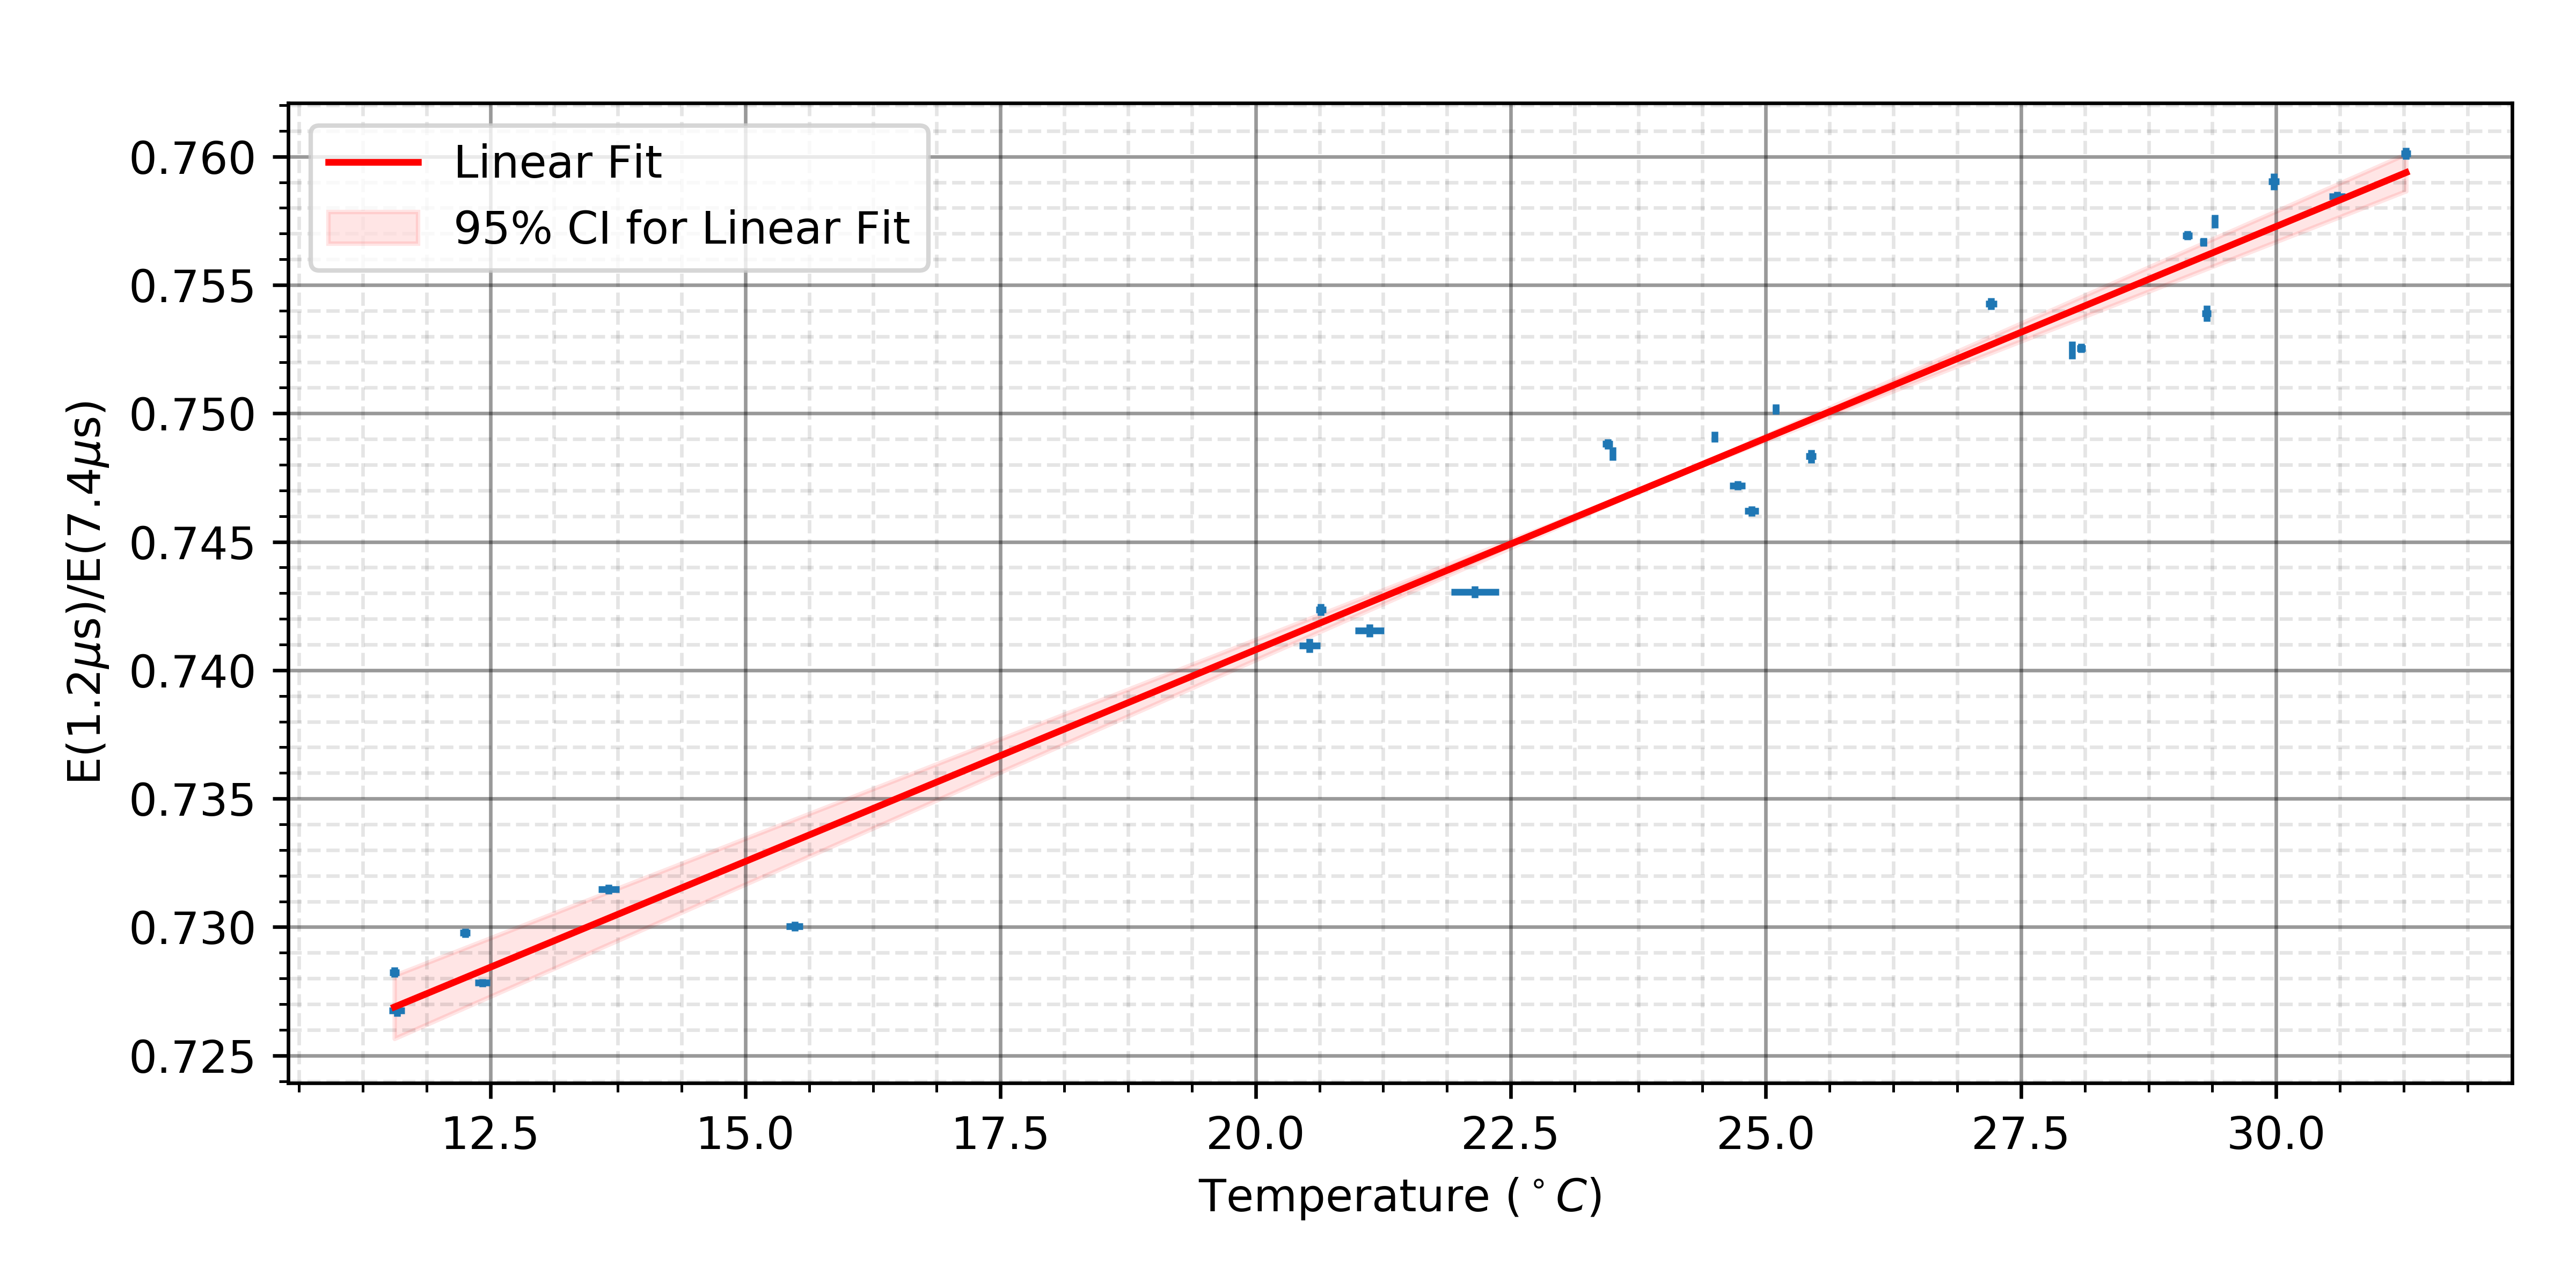 Linear Fit
95% CI for Linear Fit
0.760
0.755
0.750
0.745
0.740
0.735
0.730
0.725
E(1.2μs)/E(7.4μs)
12.5 15.0 17.5 20.0 22.5 25.0 27.5 30.0
Temperature (°C)